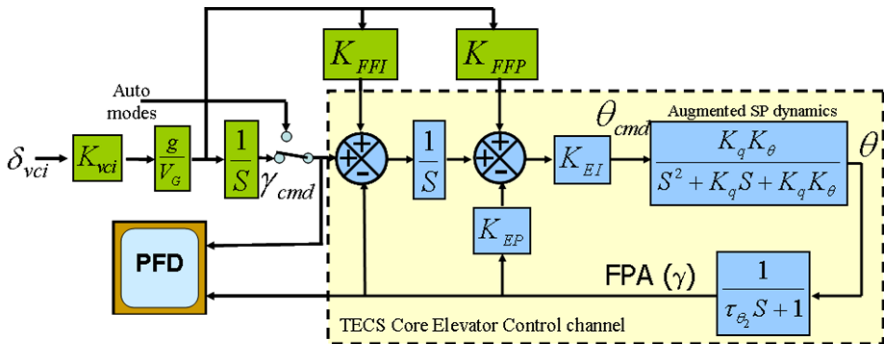 K_FFI
K_FFP
Auto
modes
θ_cmd
Augmented SP dynamics
δ_vci
K_vci
g
V_G
1
S
γ_cmd
+
+
-
1
S
+
+
-
K_EI
K_q K_θ
S² + K_q S + K_q K_θ
θ
K_EP
PFD
FPA (γ)
1
τ_θ₂ S + 1
TECS Core Elevator Control channel